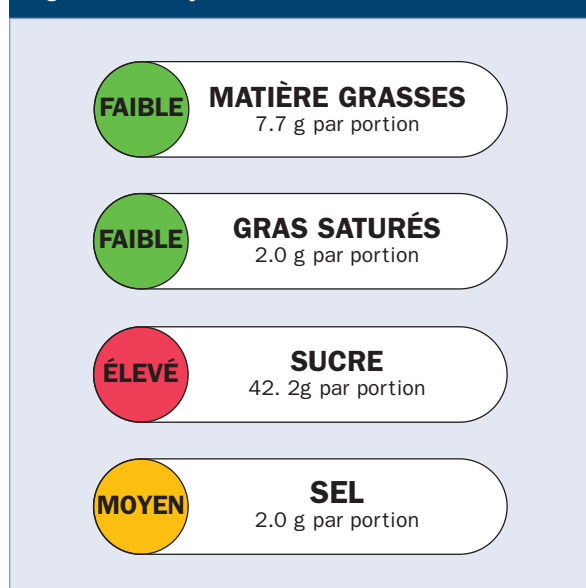 FAIBLE
MATIÈRE GRASSES
7.7 g par portion
FAIBLE
GRAS SATURÉS
2.0 g par portion
ÉLEVÉ
SUCRE
42. 2g par portion
MOYEN
SEL
2.0 g par portion